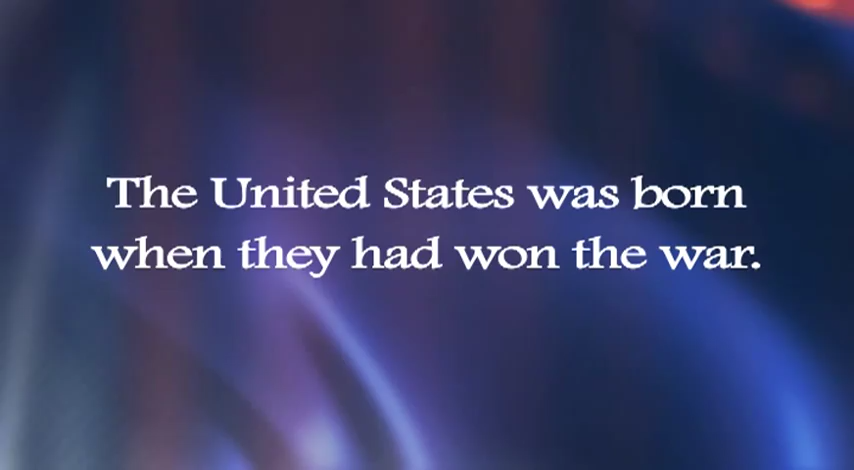 The United States was born
when they had won the war.